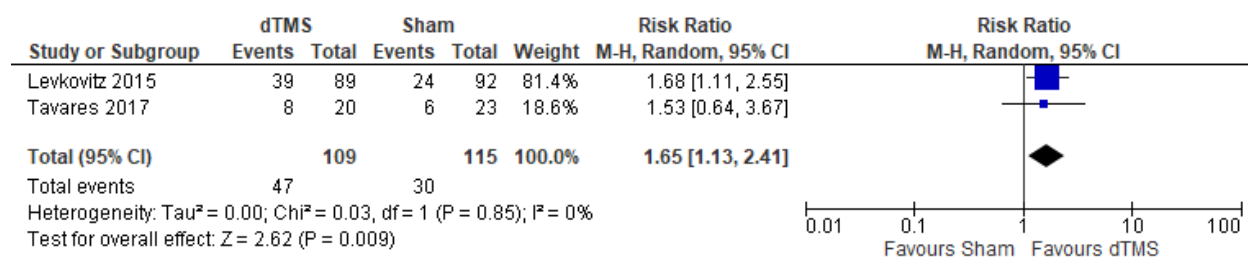 dTMS Sham Risk Ratio Risk Ratio
Study or Subgroup Events Total Events Total Weight M-H, Random, 95% CI M-H, Random, 95% CI
Levkovitz 2015 39 89 24 92 81.4% 1.68 [1.11, 2.55]
Tavares 2017 8 20 6 23 18.6% 1.53 [0.64, 3.67]
Total (95% CI) 109 115 100.0% 1.65 [1.13, 2.41]
Total events 47 30
Heterogeneity: Tau² = 0.00; Chi² = 0.03, df = 1 (P = 0.85); I² = 0%
Test for overall effect: Z = 2.62 (P = 0.009)
0.01 0.1 1 10 100
Favours Sham Favours dTMS